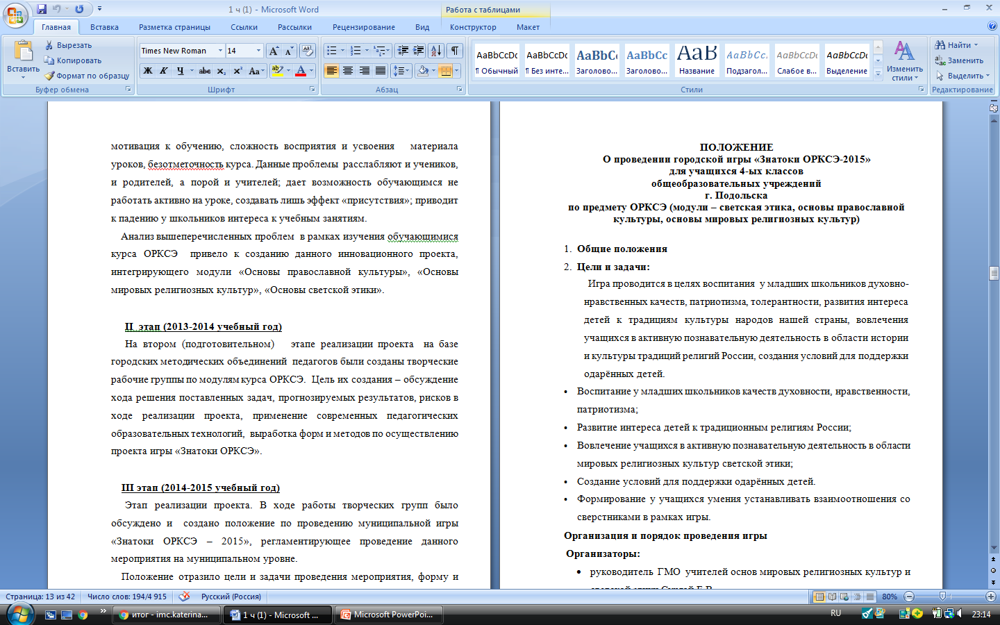 1 ч (1) - Microsoft Word
Работа с таблицами
Главная Вставка Разметка страницы Ссылки Рассылки Рецензирование Вид Конструктор Макет
Вставить
Вырезать
Копировать
Формат по образцу
Буфер обмена
Times New Roman 14
Ж К Ч abc x₂ x² Aa
Шрифт
Абзац
AaBbCcDc AaBbCcDc AaBbC AaBbCc AaB AaBbCc. AaBbCcDc AaBbCcDc
¶ Обычный ¶ Без инте... Заголово... Заголово... Название Подзагол... Слабое в... Выделение
Изменить стили
Стили
Найти
Заменить
Выделить
Редактирование
мотивация к обучению, сложность восприятия и усвоения материала
уроков, безотметочность курса. Данные проблемы расслабляют и учеников,
и родителей, а порой и учителей; дает возможность обучающимся не
работать активно на уроке, создавать лишь эффект «присутствия»; приводит
к падению у школьников интереса к учебным занятиям.
Анализ вышеперечисленных проблем в рамках изучения обучающимися
курса ОРКСЭ привело к созданию данного инновационного проекта,
интегрирующего модули «Основы православной культуры», «Основы
мировых религиозных культур», «Основы светской этики».
II этап (2013-2014 учебный год)
На втором (подготовительном) этапе реализации проекта на базе
городских методических объединений педагогов были созданы творческие
рабочие группы по модулям курса ОРКСЭ. Цель их создания – обсуждение
хода решения поставленных задач, прогнозируемых результатов, рисков в
ходе реализации проекта, применение современных педагогических
образовательных технологий, выработка форм и методов по осуществлению
проекта игры «Знатоки ОРКСЭ».
III этап (2014-2015 учебный год)
Этап реализации проекта. В ходе работы творческих групп было
обсуждено и создано положение по проведению муниципальной игры
«Знатоки ОРКСЭ – 2015», регламентирующее проведение данного
мероприятия на муниципальном уровне.
Положение отразило цели и задачи проведения мероприятия, форму и
ПОЛОЖЕНИЕ
О проведении городской игры «Знатоки ОРКСЭ-2015»
для учащихся 4-ых классов
общеобразовательных учреждений
г. Подольска
по предмету ОРКСЭ (модули – светская этика, основы православной
культуры, основы мировых религиозных культур)
1. Общие положения
2. Цели и задачи:
Игра проводится в целях воспитания у младших школьников духовно-
нравственных качеств, патриотизма, толерантности, развития интереса
детей к традициям культуры народов нашей страны, вовлечения
учащихся в активную познавательную деятельность в области истории
и культуры традиций религий России, создания условий для поддержки
одарённых детей.
• Воспитание у младших школьников качеств духовности, нравственности,
патриотизма;
• Развитие интереса детей к традиционным религиям России;
• Вовлечение учащихся в активную познавательную деятельность в области
мировых религиозных культур светской этики;
• Создание условий для поддержки одарённых детей.
• Формирование у учащихся умения устанавливать взаимоотношения со
сверстниками в рамках игры.
Организация и порядок проведения игры
Организаторы:
• руководитель ГМО учителей основ мировых религиозных культур и
Страница: 13 из 42 Число слов: 194/4 915 Русский (Россия) 80%
итог - imc.katerina... 1 ч (1) - Microsoft ... Microsoft PowerPoi... RU 23:14